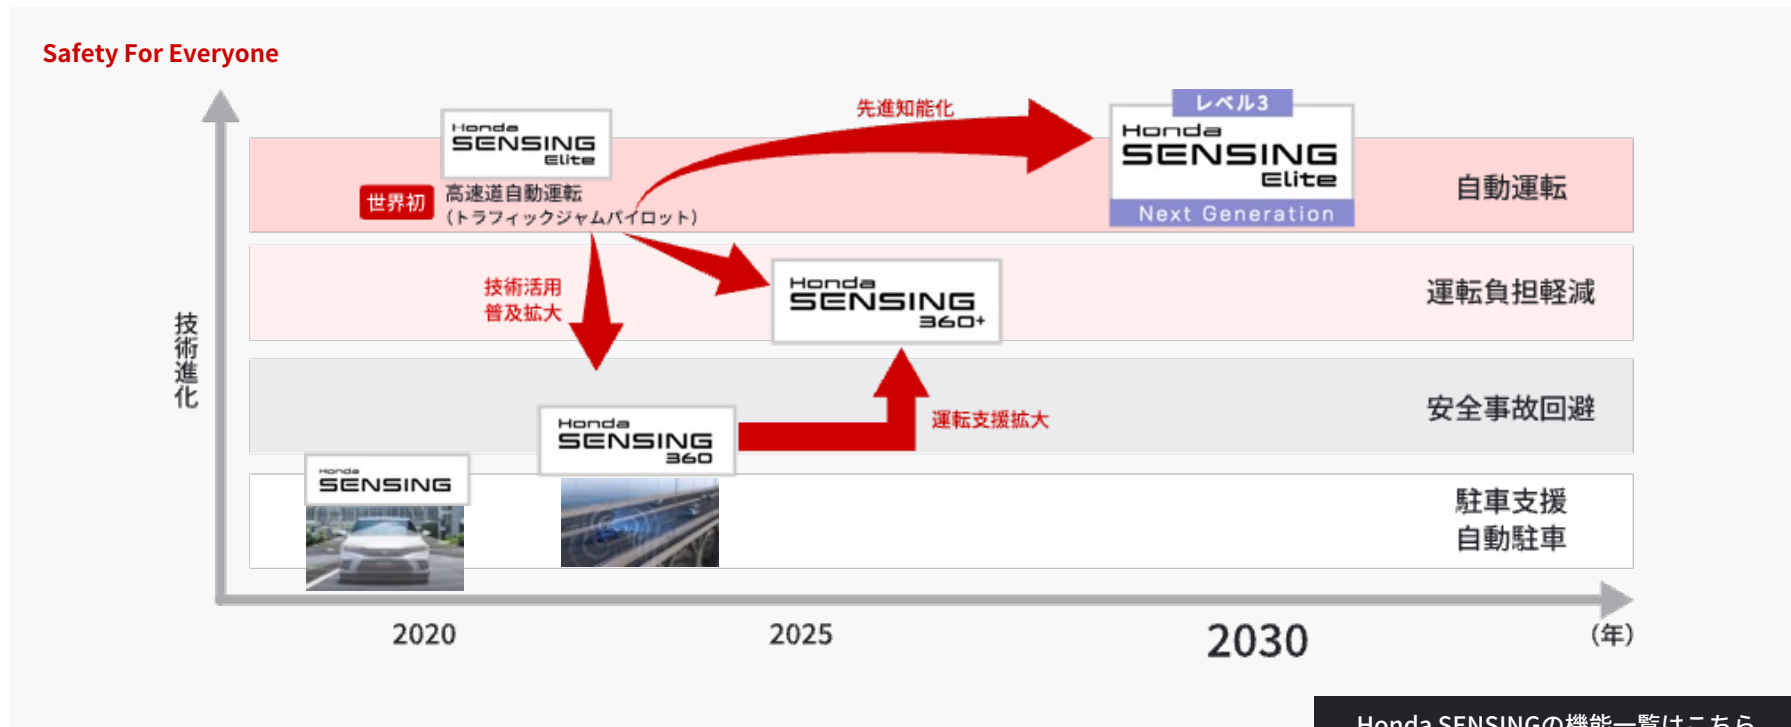 Safety For Everyone
先進知能化
レベル3
Honda
SENSING
Elite
Honda
SENSING
Elite
Next Generation
世界初
高速道自動運転
（トラフィックジャムパイロット）
自動運転
技術活用
普及拡大
Honda
SENSING
360+
運転負担軽減
技術進化
Honda
SENSING
360
運転支援拡大
安全事故回避
Honda
SENSING
駐車支援
自動駐車
2020
2025
2030
（年）
Honda SENSINGの機能一覧はこちら